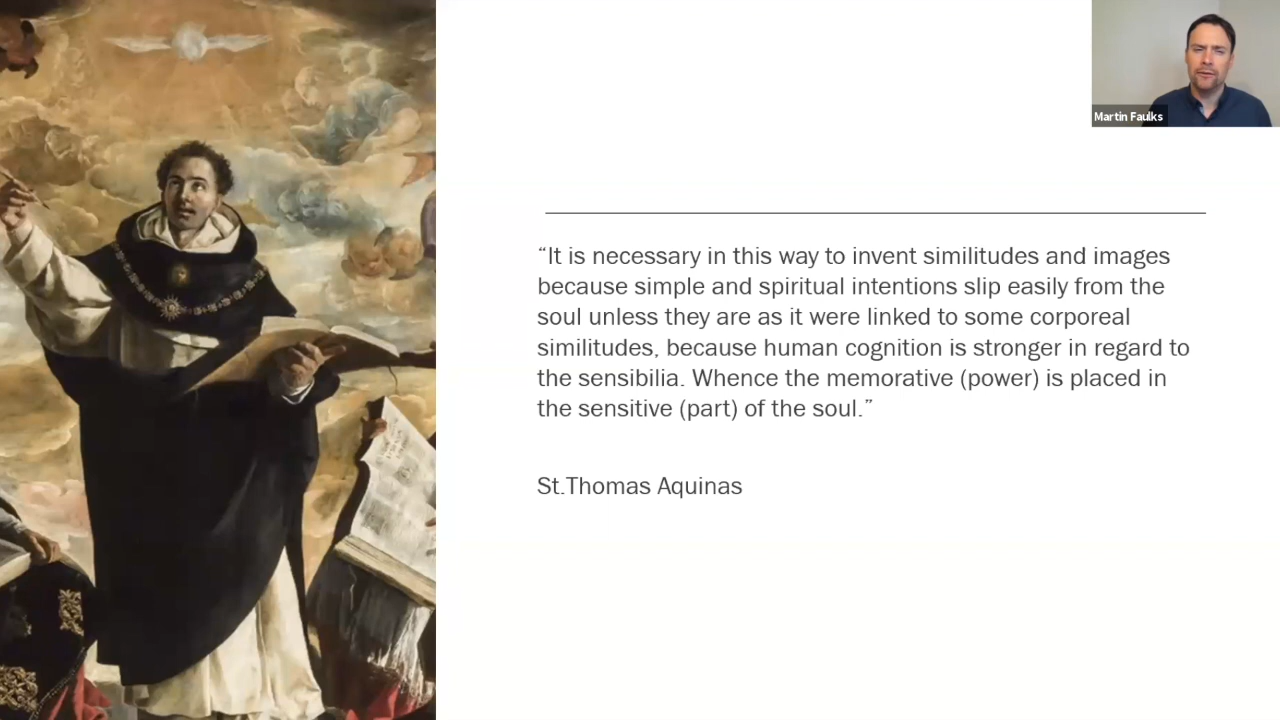 Martin Faulks
“It is necessary in this way to invent similitudes and images
because simple and spiritual intentions slip easily from the
soul unless they are as it were linked to some corporeal
similitudes, because human cognition is stronger in regard to
the sensibilia. Whence the memorative (power) is placed in
the sensitive (part) of the soul.”
St.Thomas Aquinas